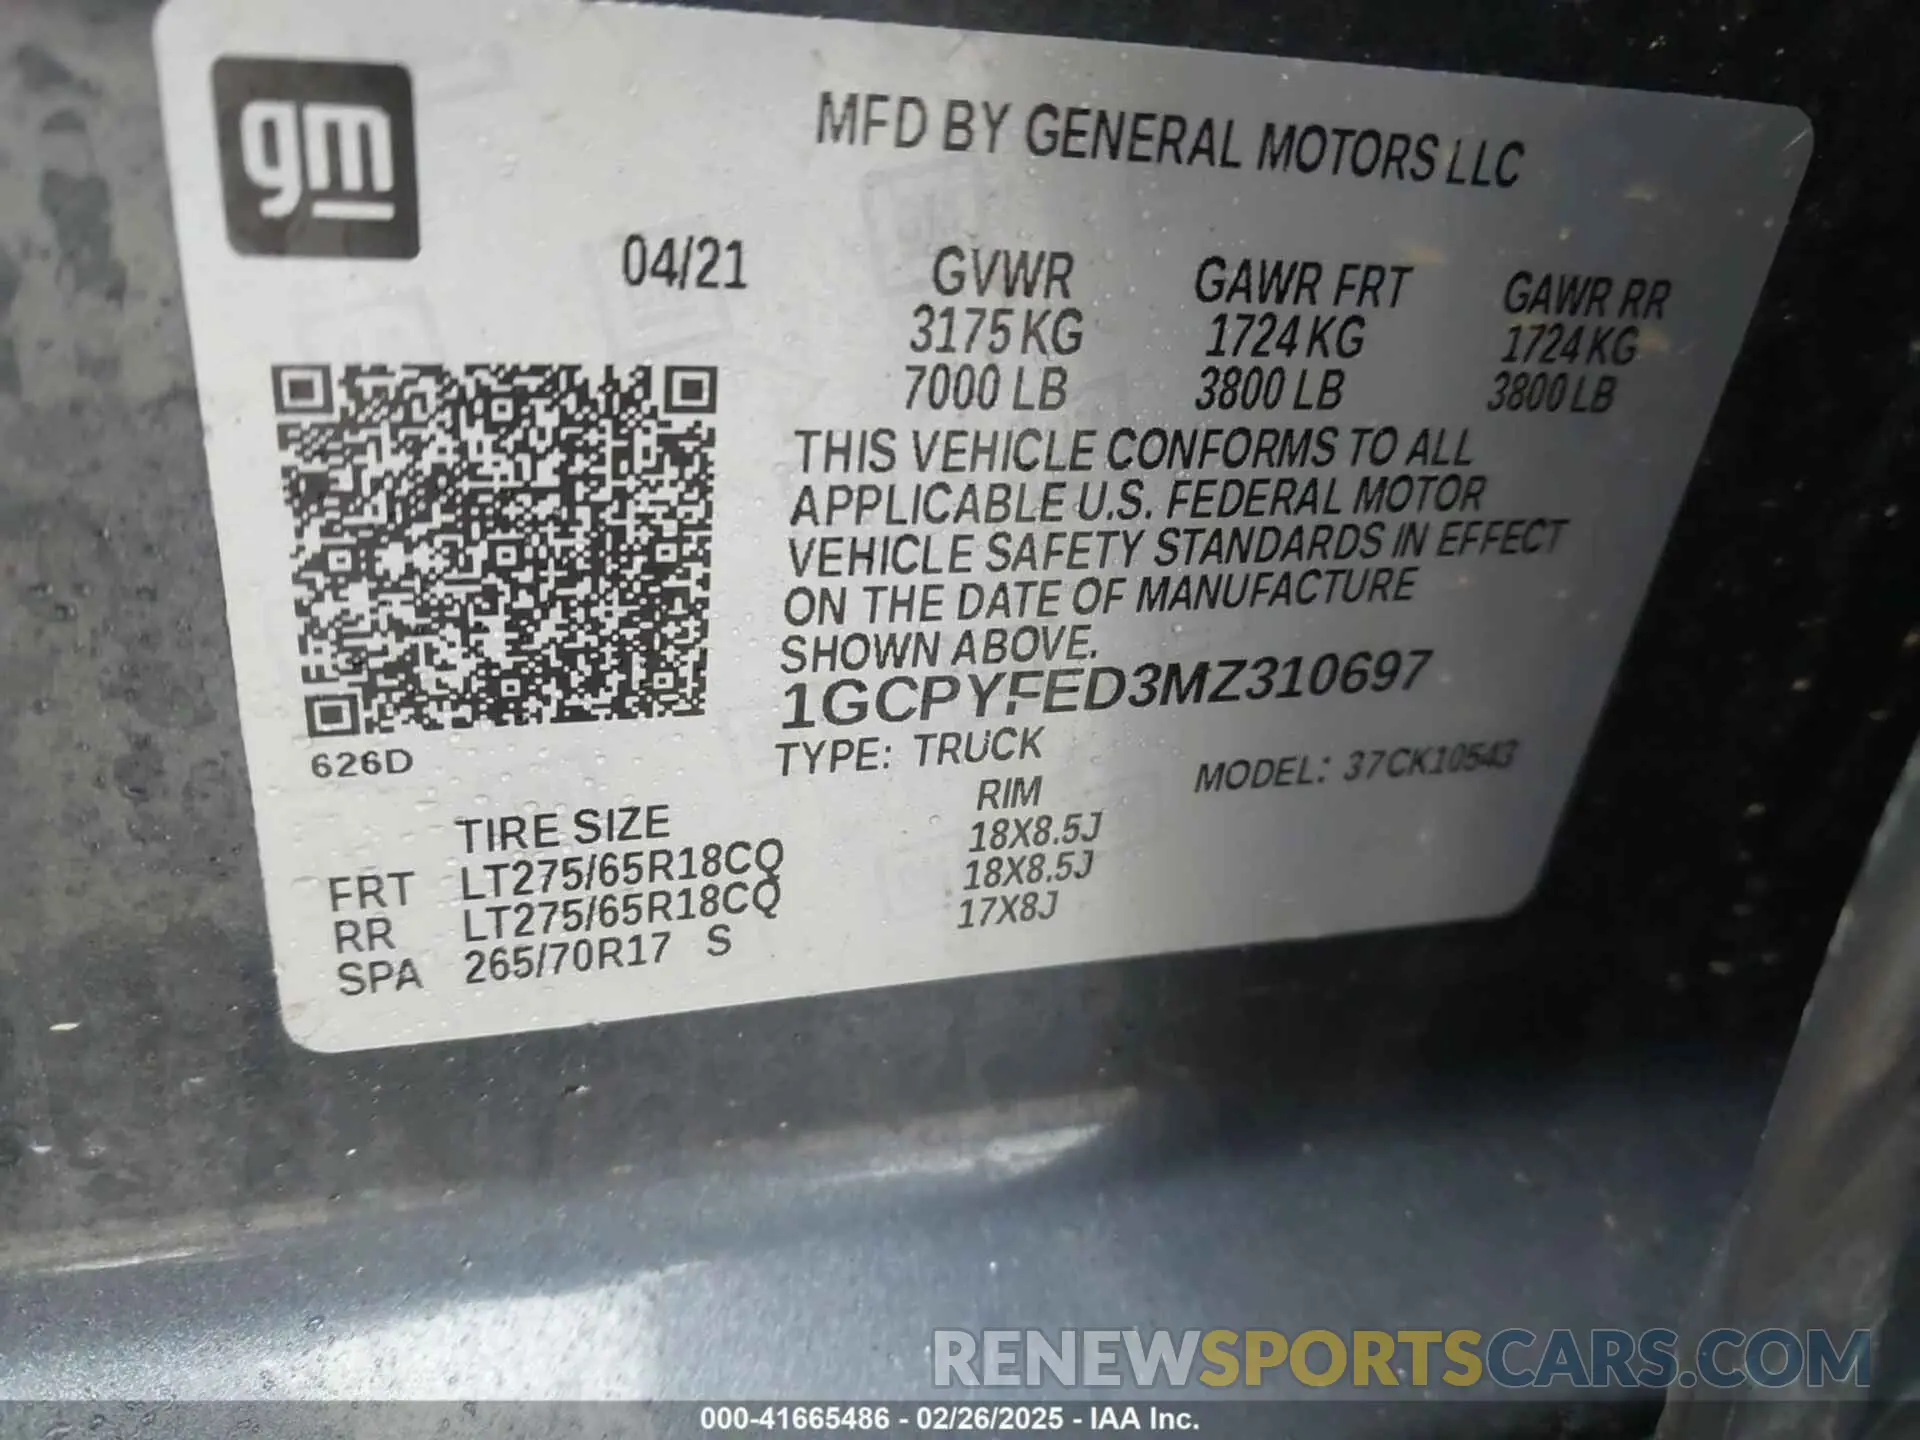 gm
MFD BY GENERAL MOTORS LLC
04/21
GVWR GAWR FRT GAWR RR
3175 KG 1724 KG 1724 KG
7000 LB 3800 LB 3800 LB
THIS VEHICLE CONFORMS TO ALL
APPLICABLE U.S. FEDERAL MOTOR
VEHICLE SAFETY STANDARDS IN EFFECT
ON THE DATE OF MANUFACTURE
SHOWN ABOVE.
1GCPYFED3MZ310697
626D
TYPE: TRUCK MODEL: 37CK10543
TIRE SIZE RIM
FRT LT275/65R18CQ 18X8.5J
RR LT275/65R18CQ 18X8.5J
SPA 265/70R17 S 17X8J
RENEWSPORTSCARS.COM
000-41665486 - 02/26/2025 - IAA Inc.